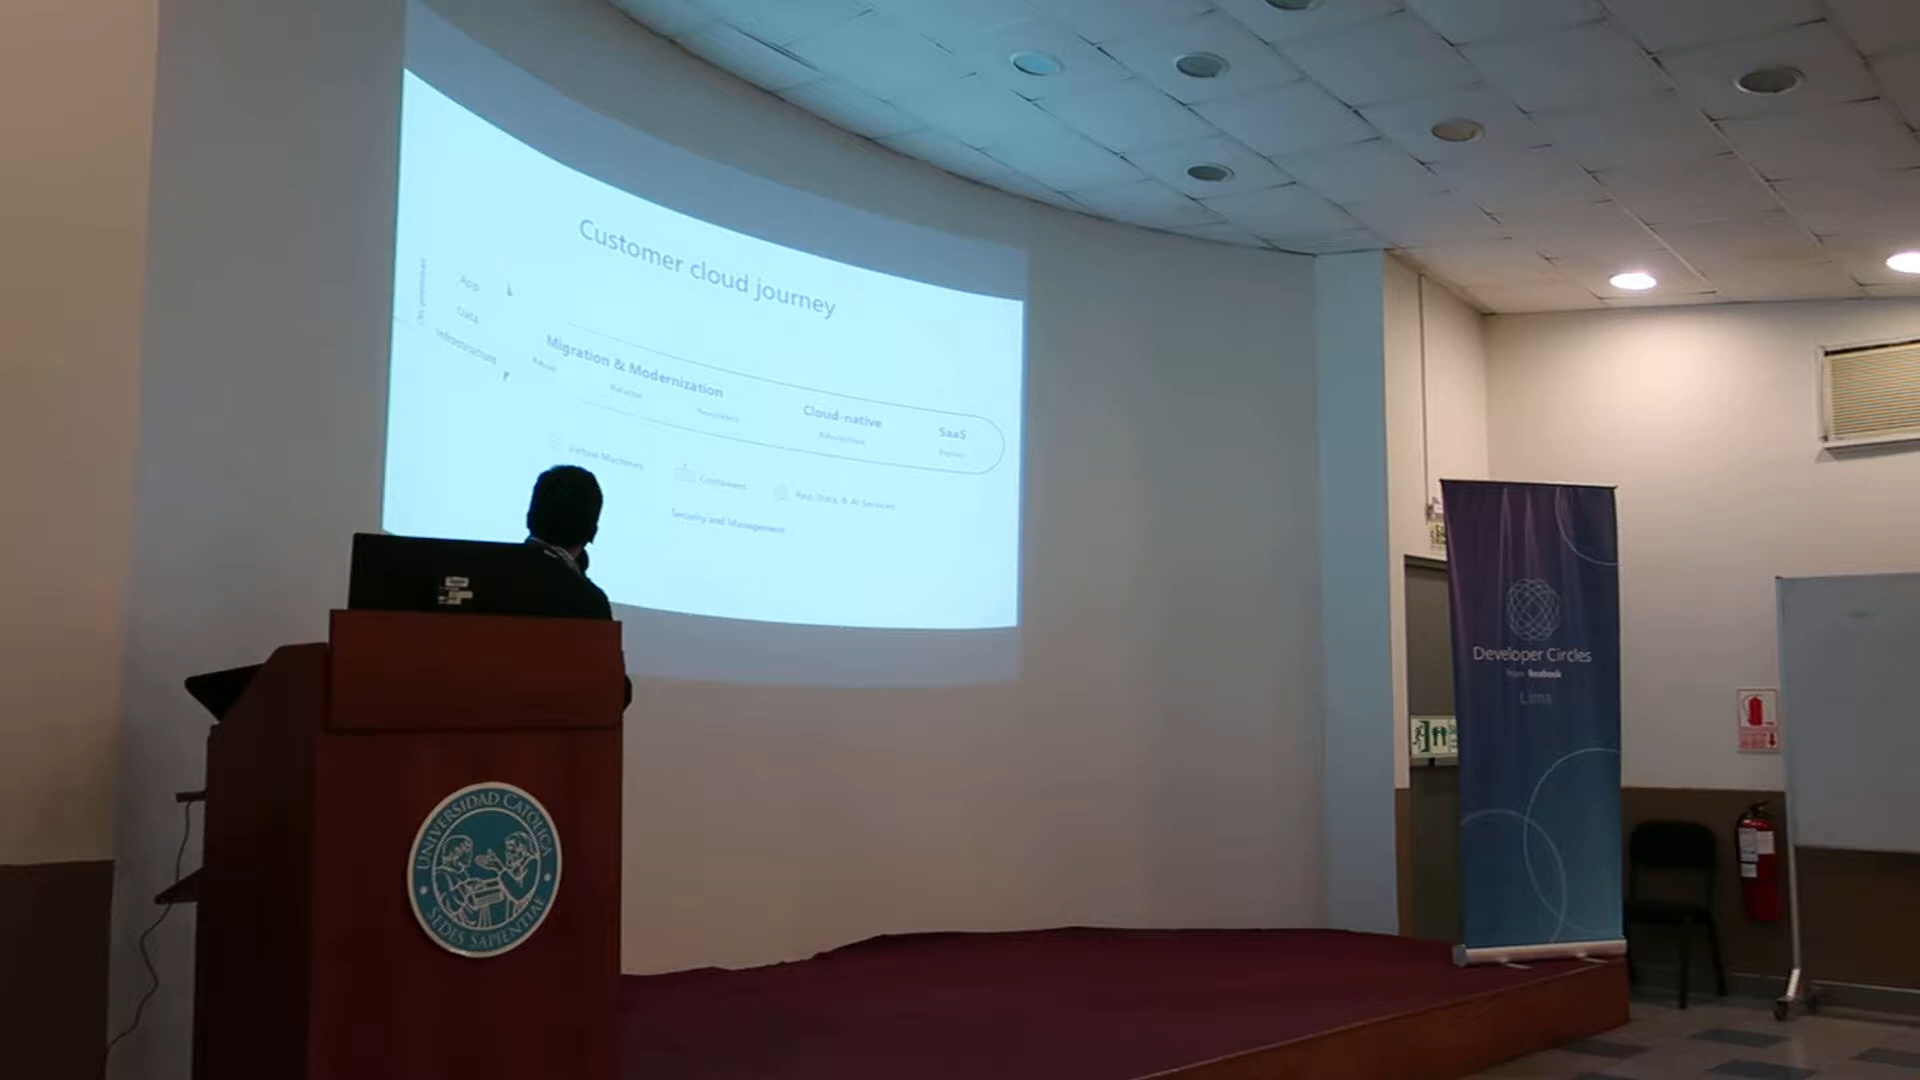 Customer cloud journey
App
Data
Infrastructure
Migration & Modernization
Cloud-native
SaaS
Virtual Machines
Containers
App, Data, & AI Services
Security and Management
Developer Circles
from facebook
Lima
UNIVERSIDAD CATOLICA
SEDES SAPIENTIAE